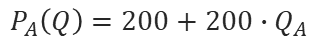 P_A(Q) = 200 + 200 · Q_A